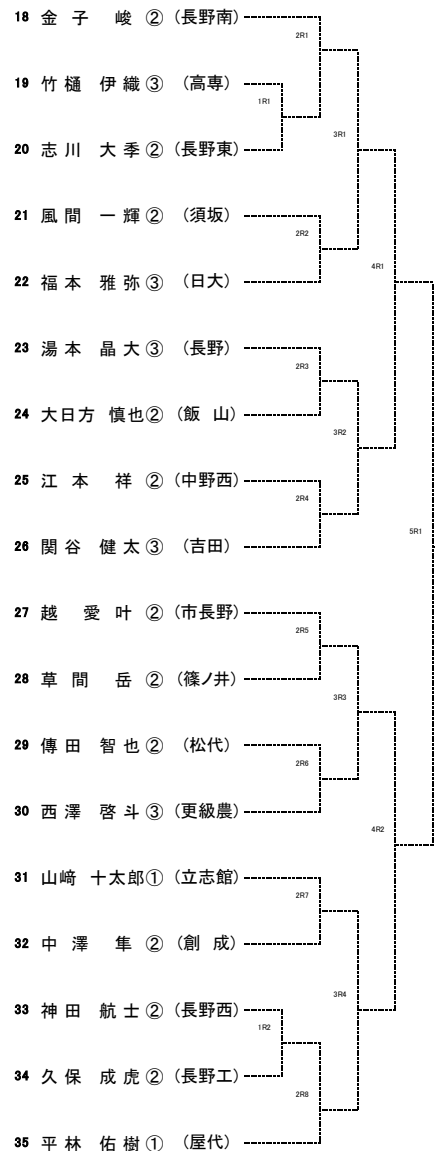 18 金子 峻 ② (長野南)
2R1
19 竹樋 伊織 ③ (高専)
1R1
3R1
20 志川 大季 ② (長野東)
21 風間 一輝 ② (須坂)
2R2
4R1
22 福本 雅弥 ③ (日大)
23 湯本 晶大 ③ (長野)
2R3
24 大日方 慎也 ② (飯山)
3R2
25 江本 祥 ② (中野西)
2R4
5R1
26 関谷 健太 ③ (吉田)
27 越 愛叶 ② (市長野)
2R5
28 草間 岳 ② (篠ノ井)
3R3
29 傳田 智也 ② (松代)
2R6
30 西澤 啓斗 ③ (更級農)
4R2
31 山﨑 十太郎 ① (立志館)
2R7
32 中澤 隼 ② (創成)
3R4
33 神田 航士 ② (長野西)
1R2
34 久保 成虎 ② (長野工)
2R8
35 平林 佑樹 ① (屋代)